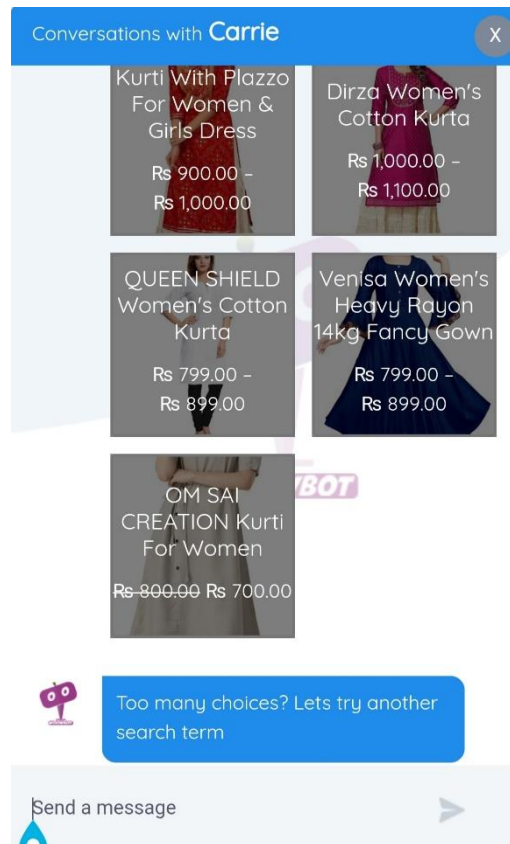 Conversations with Carrie
X
Kurti With Plazzo
For Women &
Girls Dress
Rs 900.00 –
Rs 1,000.00
Dirza Women's
Cotton Kurta
Rs 1,000.00 –
Rs 1,100.00
QUEEN SHIELD
Women's Cotton
Kurta
Rs 799.00 –
Rs 899.00
Venisa Women's
Heavy Rayon
14kg Fancy Gown
Rs 799.00 –
Rs 899.00
OM SAI
CREATION Kurti
For Women
Rs 800.00 Rs 700.00
BOT
Too many choices? Lets try another
search term
Send a message